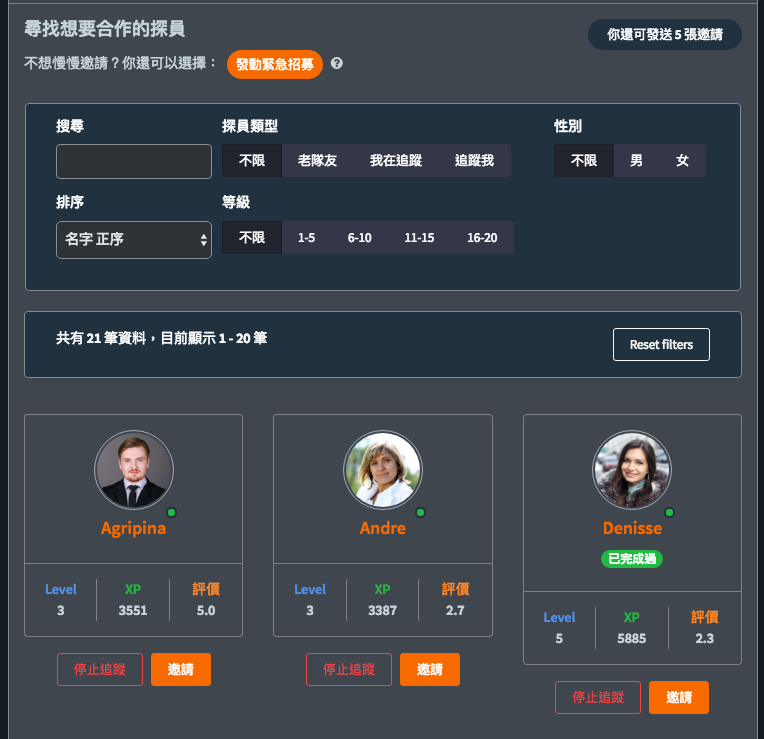 尋找想要合作的探員
你還可發送 5 張邀請
不想慢慢邀請？你還可以選擇：
發動緊急招募
?
搜尋
探員類型
性別
不限 老隊友 我在追蹤 追蹤我
不限 男 女
排序
等級
名字 正序
不限 1-5 6-10 11-15 16-20
共有 21 筆資料，目前顯示 1 - 20 筆
Reset filters
Agripina
Level XP 評價
3 3551 5.0
停止追蹤 邀請
Andre
Level XP 評價
3 3387 2.7
停止追蹤 邀請
Denisse
已完成過
Level XP 評價
5 5885 2.3
停止追蹤 邀請